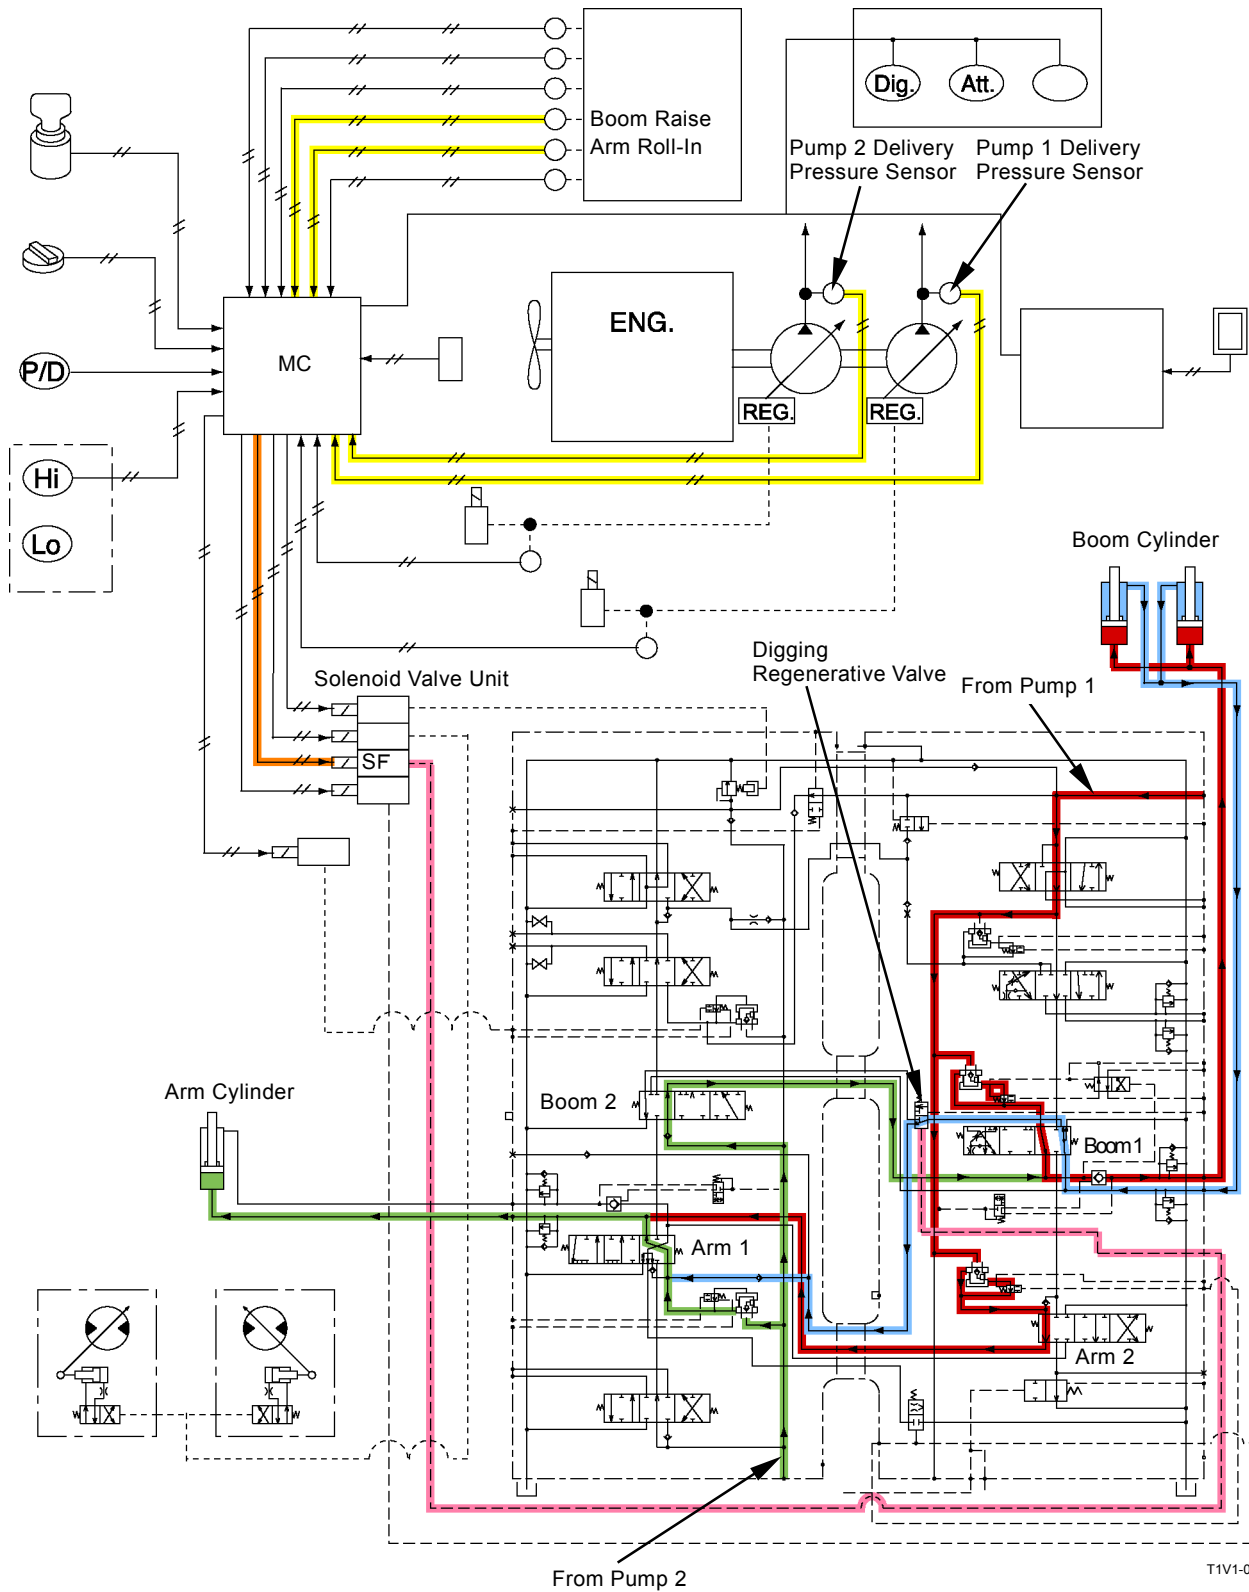 Boom Raise
Arm Roll-In
Dig.
Att.
Pump 2 Delivery
Pressure Sensor
Pump 1 Delivery
Pressure Sensor
ENG.
MC
P/D
REG.
REG.
Hi
Lo
Boom Cylinder
Digging
Regenerative Valve
From Pump 1
Solenoid Valve Unit
SF
Arm Cylinder
Boom 2
Boom1
Arm 1
Arm 2
From Pump 2
T1V1-0